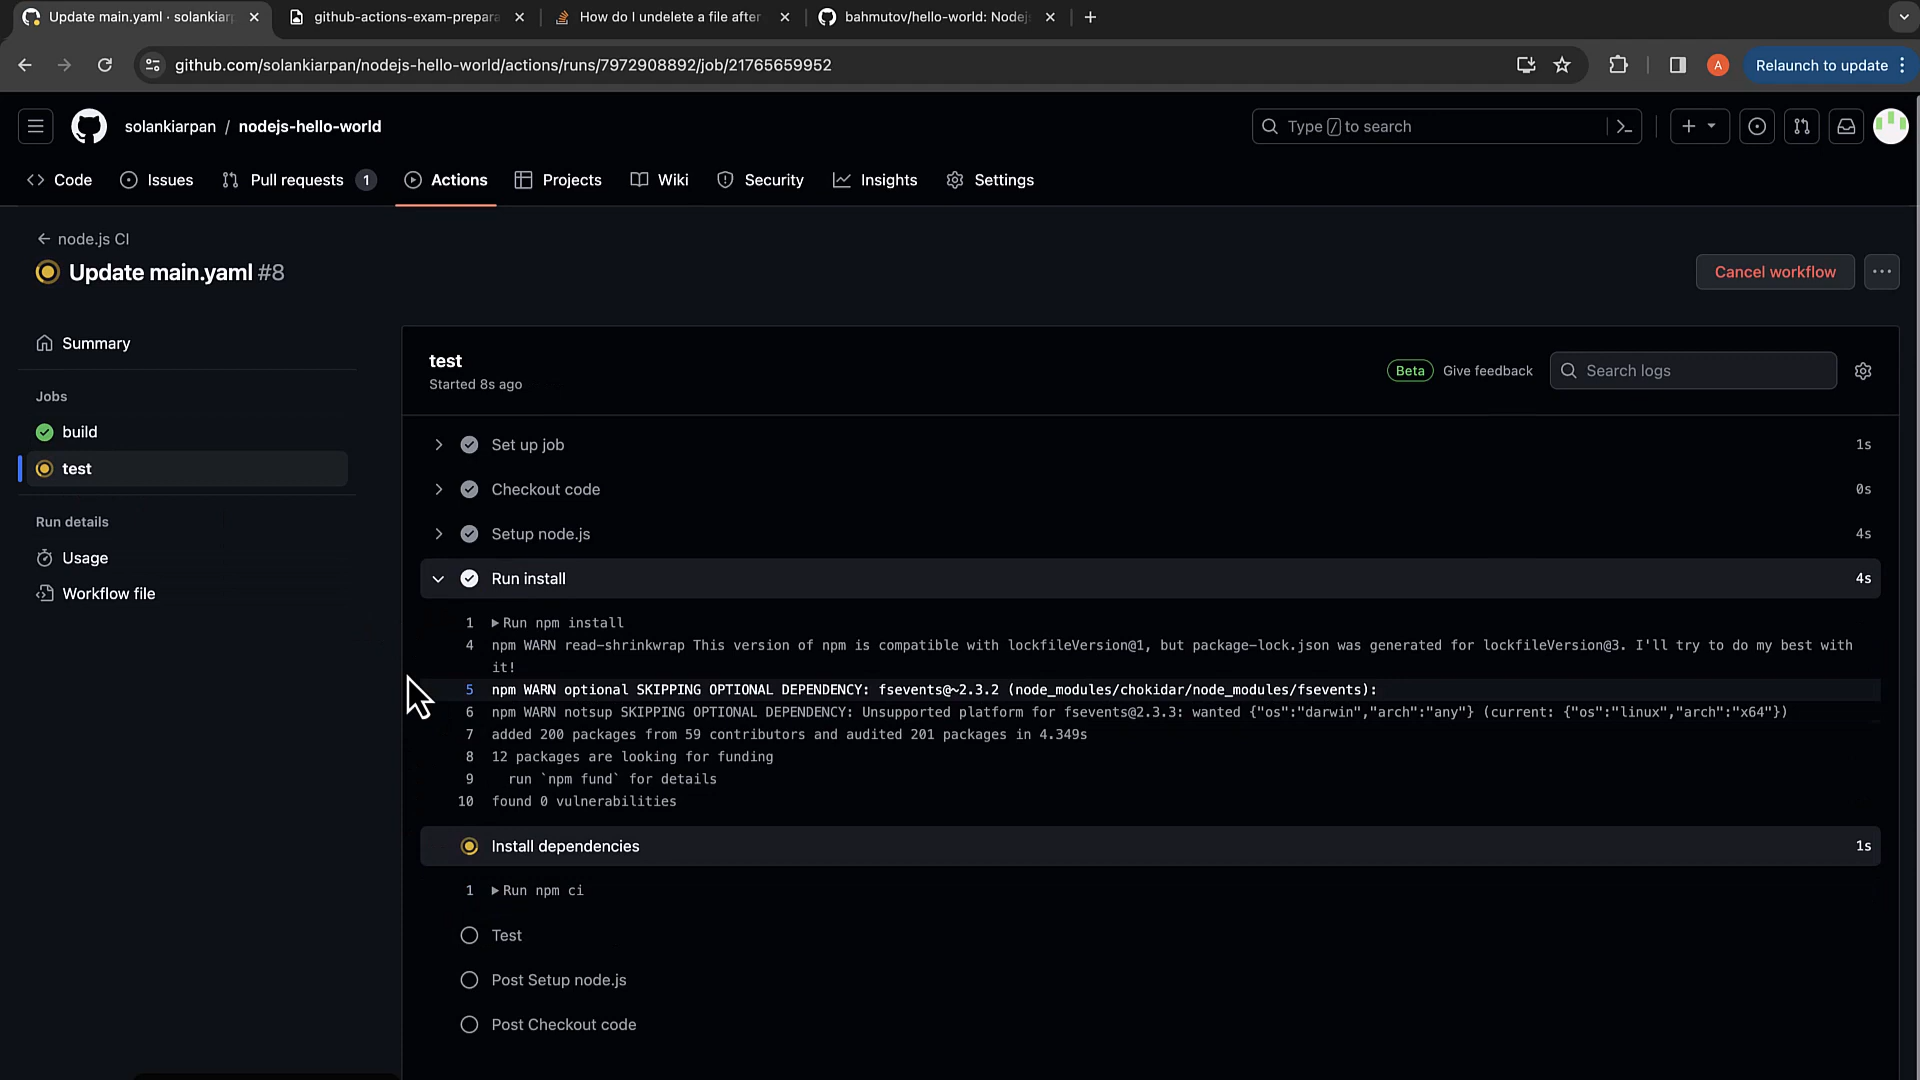 Update main.yaml · solankiar
github-actions-exam-prepara
How do I undelete a file after
bahmutov/hello-world: Nodej
github.com/solankiarpan/nodejs-hello-world/actions/runs/7972908892/job/21765659952
A
Relaunch to update
solankiarpan / nodejs-hello-world
Type / to search
Code
Issues
Pull requests 1
Actions
Projects
Wiki
Security
Insights
Settings
node.js CI
Update main.yaml #8
Cancel workflow
Summary
Jobs
build
test
Run details
Usage
Workflow file
test
Started 8s ago
Beta
Give feedback
Search logs
Set up job 1s
Checkout code 0s
Setup node.js 4s
Run install 4s
1 Run npm install
4 npm WARN read-shrinkwrap This version of npm is compatible with lockfileVersion@1, but package-lock.json was generated for lockfileVersion@3. I'll try to do my best with
it!
5 npm WARN optional SKIPPING OPTIONAL DEPENDENCY: fsevents@~2.3.2 (node_modules/chokidar/node_modules/fsevents):
6 npm WARN notsup SKIPPING OPTIONAL DEPENDENCY: Unsupported platform for fsevents@2.3.3: wanted {"os":"darwin","arch":"any"} (current: {"os":"linux","arch":"x64"})
7 added 200 packages from 59 contributors and audited 201 packages in 4.349s
8 12 packages are looking for funding
9 run `npm fund` for details
10 found 0 vulnerabilities
Install dependencies 1s
1 Run npm ci
Test
Post Setup node.js
Post Checkout code